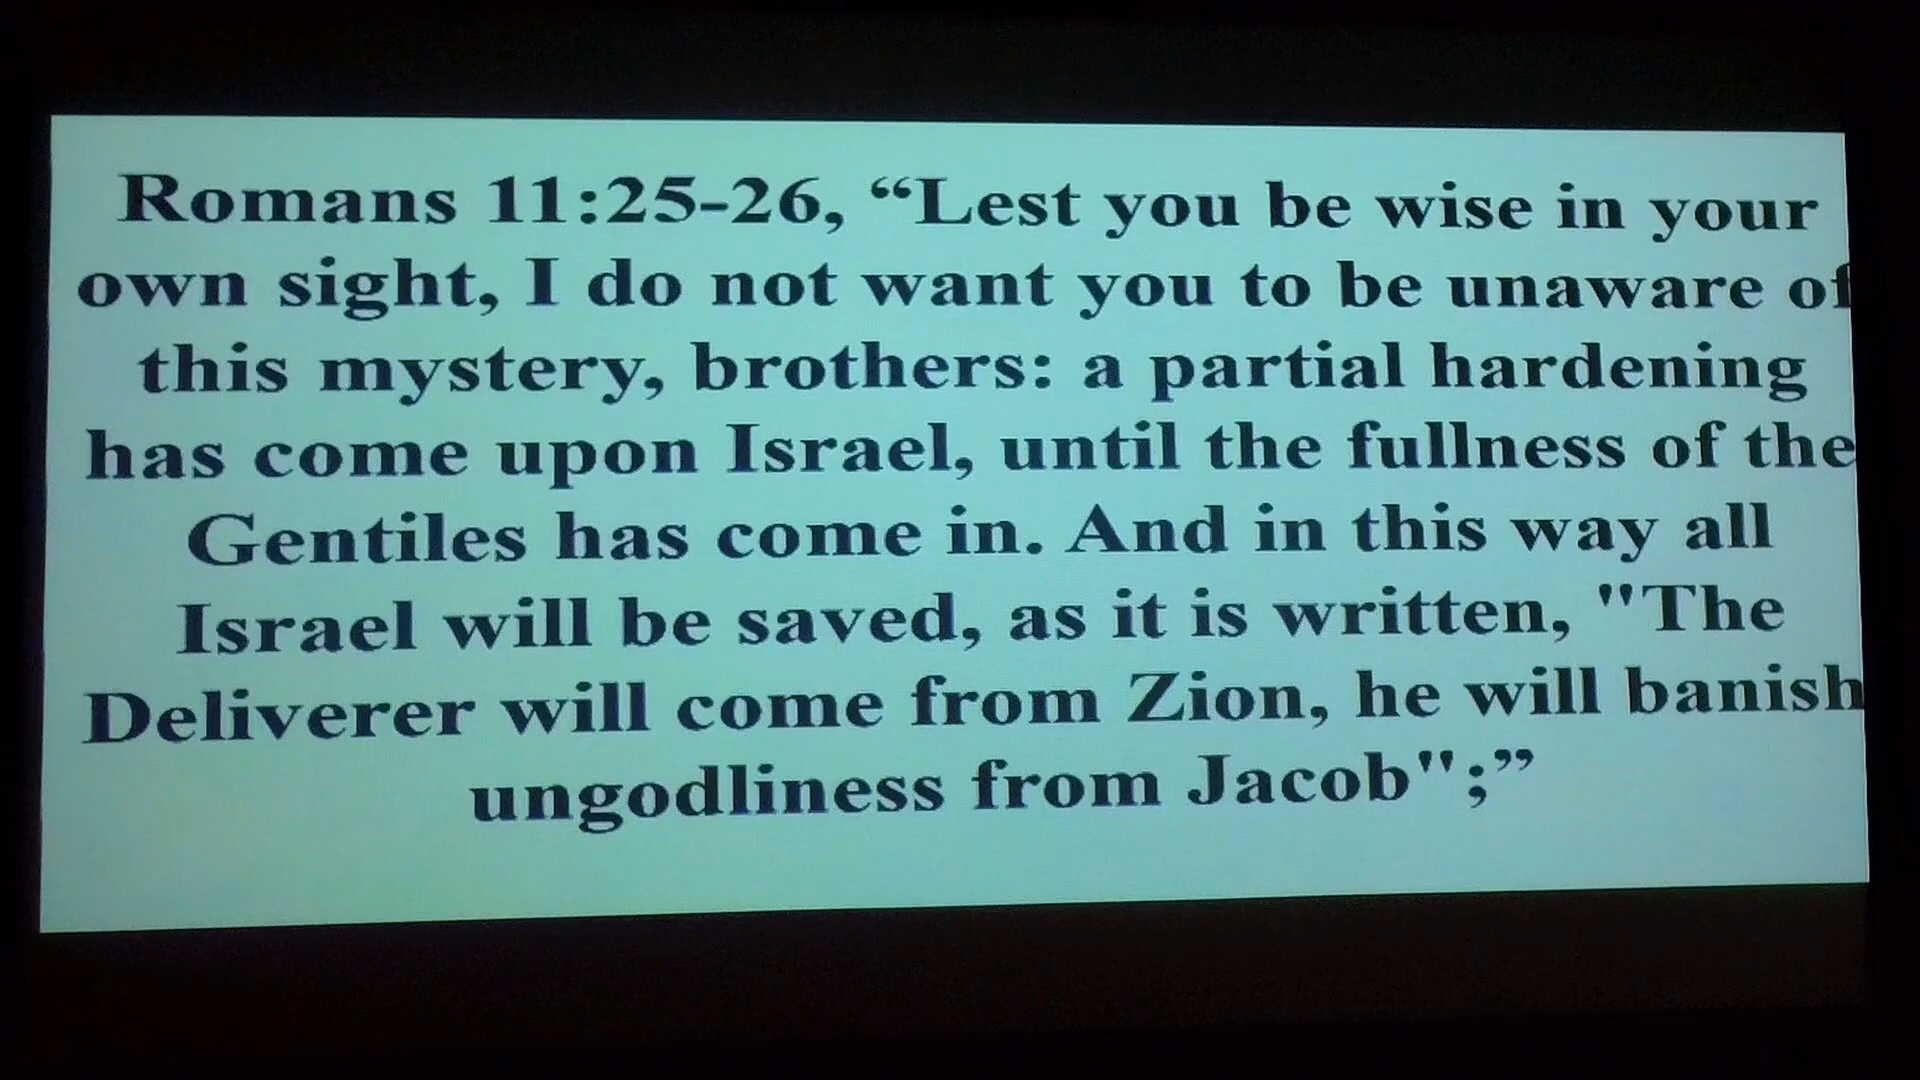 Romans 11:25-26, “Lest you be wise in your
own sight, I do not want you to be unaware of
this mystery, brothers: a partial hardening
has come upon Israel, until the fullness of the
Gentiles has come in. And in this way all
Israel will be saved, as it is written, "The
Deliverer will come from Zion, he will banish
ungodliness from Jacob";”